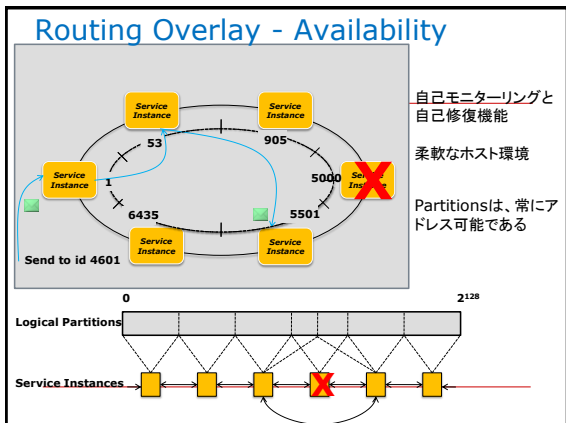 Routing Overlay - Availability
Service
Instance
Service
Instance
自己モニターリングと
自己修復機能
53
905
柔軟なホスト環境
Service
Instance
1
5000
Service
Instance
Partitionsは、常にア
ドレス可能である
6435
5501
Service
Instance
Service
Instance
Send to id 4601
0
2¹²⁸
Logical Partitions
Service Instances